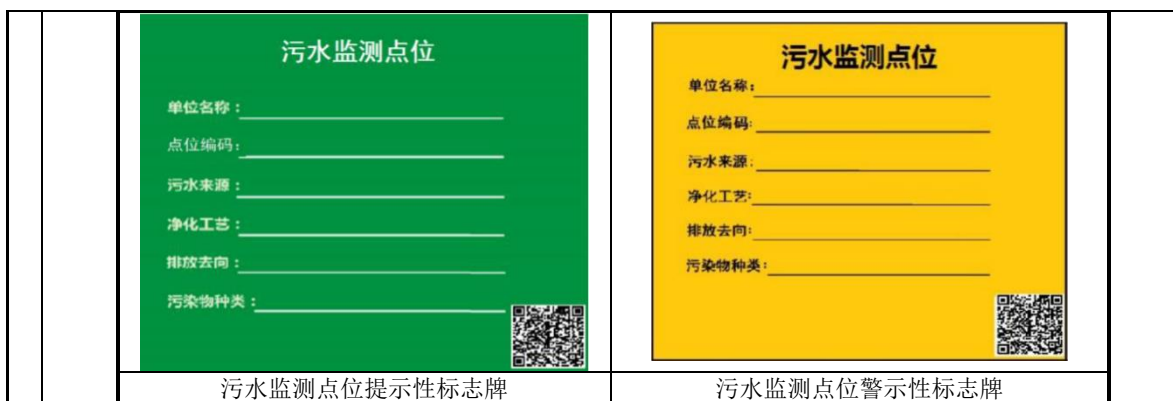 污水监测点位
单位名称：
点位编码：
污水来源：
净化工艺：
排放去向：
污染物种类：
污水监测点位
单位名称：
点位编码：
污水来源：
净化工艺：
排放去向：
污染物种类：
污水监测点位提示性标志牌
污水监测点位警示性标志牌